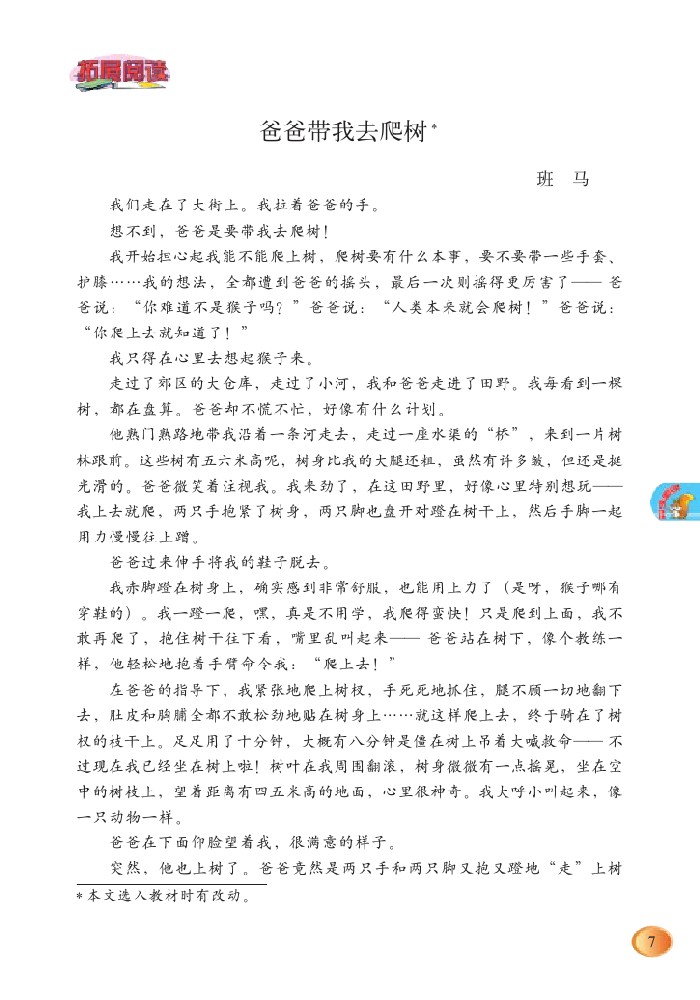 拓展阅读
爸爸带我去爬树*
班 马
我们走在了大街上。我拉着爸爸的手。
想不到，爸爸是要带我去爬树！
我开始担心起我能不能爬上树，爬树要有什么本事，要不要带一些手套、
护膝……我的想法，全都遭到爸爸的摇头，最后一次则摇得更厉害了—— 爸
爸说：“你难道不是猴子吗？”爸爸说：“人类本来就会爬树！”爸爸说：
“你爬上去就知道了！”
我只得在心里去想起猴子来。
走过了郊区的大仓库，走过了小河，我和爸爸走进了田野。我每看到一棵
树，都在盘算。爸爸却不慌不忙，好像有什么计划。
他熟门熟路地带我沿着一条河走去，走过一座水渠的“桥”，来到一片树
林跟前。这些树有五六米高呢，树身比我的大腿还粗，虽然有许多皱，但还是挺
光滑的。爸爸微笑着注视我。我来劲了，在这田野里，好像心里特别想玩——
我上去就爬，两只手抱紧了树身，两只脚也盘开对蹬在树干上，然后手脚一起
用力慢慢往上蹭。
爸爸过来伸手将我的鞋子脱去。
我赤脚蹬在树身上，确实感到非常舒服，也能用上力了（是呀，猴子哪有
穿鞋的）。我一蹬一爬，嘿，真是不用学，我爬得蛮快！只是爬到上面，我不
敢再爬了，抱住树干往下看，嘴里乱叫起来—— 爸爸站在树下，像个教练一
样，他轻松地抱着手臂命令我：“爬上去！”
在爸爸的指导下，我紧张地爬上树杈，手死死地抓住，腿不顾一切地翻下
去，肚皮和胸脯全都不敢松劲地贴在树身上……就这样爬上去，终于骑在了树
杈的枝干上。足足用了十分钟，大概有八分钟是僵在树上吊着大喊救命—— 不
过现在我已经坐在树上啦！树叶在我周围翻滚，树身微微有一点摇晃，坐在空
中的树枝上，望着距离有四五米高的地面，心里很神奇。我大呼小叫起来，像
一只动物一样。
爸爸在下面仰脸望着我，很满意的样子。
突然，他也上树了。爸爸竟然是两只手和两只脚又抱又蹬地“走”上树
*本文选入教材时有改动。
7